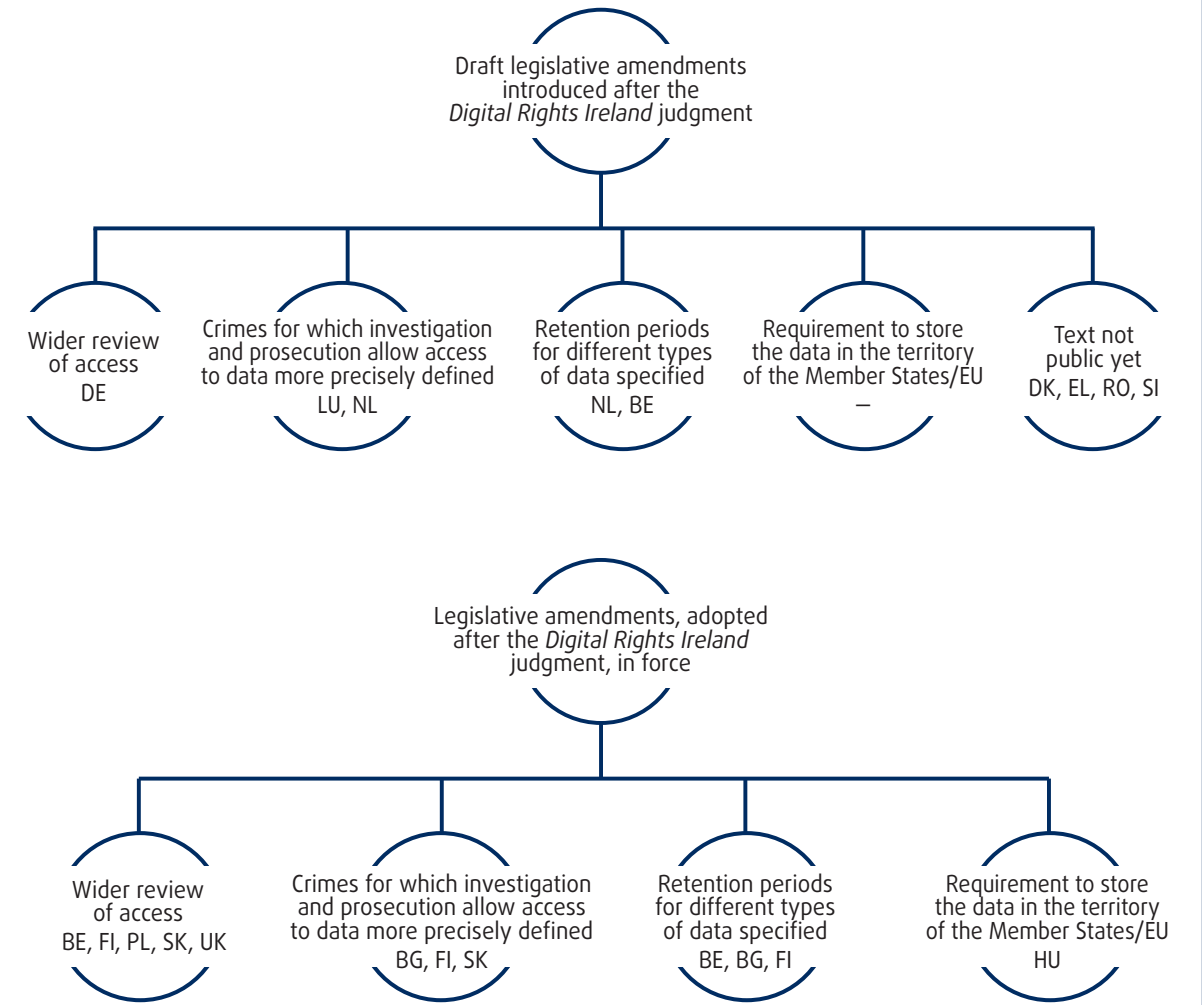 Draft legislative amendments
introduced after the
Digital Rights Ireland judgment
Wider review
of access
DE
Crimes for which investigation
and prosecution allow access
to data more precisely defined
LU, NL
Retention periods
for different types
of data specified
NL, BE
Requirement to store
the data in the territory
of the Member States/EU
–
Text not
public yet
DK, EL, RO, SI
Legislative amendments, adopted
after the Digital Rights Ireland
judgment, in force
Wider review
of access
BE, FI, PL, SK, UK
Crimes for which investigation
and prosecution allow access
to data more precisely defined
BG, FI, SK
Retention periods
for different types
of data specified
BE, BG, FI
Requirement to store
the data in the territory
of the Member States/EU
HU